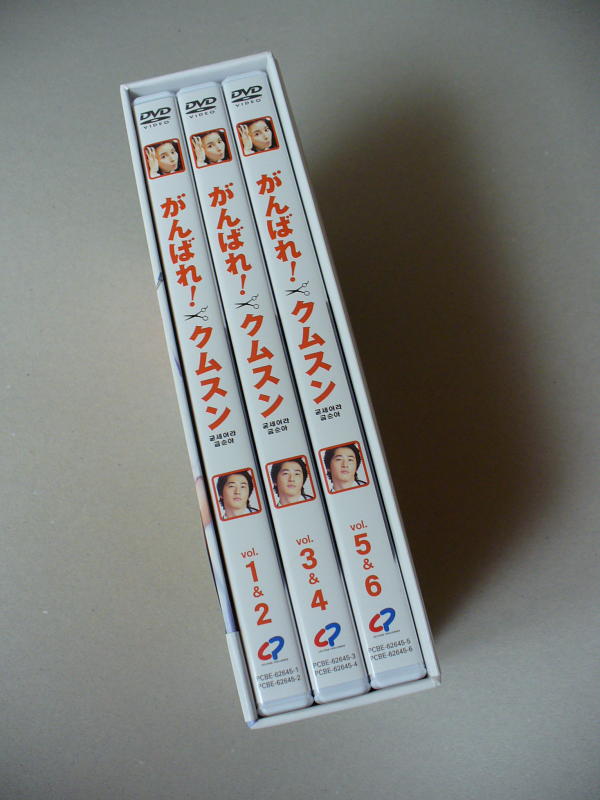 DVD
VIDEO
がんばれ!
クムスン
굳세어라
금순아
vol.
1
&
2
CP
PCBE-62645-1
PCBE-62645-2
DVD
VIDEO
がんばれ!
クムスン
굳세어라
금순아
vol.
3
&
4
CP
PCBE-62645-3
PCBE-62645-4
DVD
VIDEO
がんばれ!
クムスン
굳세어라
금순아
vol.
5
&
6
CP
PCBE-62645-5
PCBE-62645-6